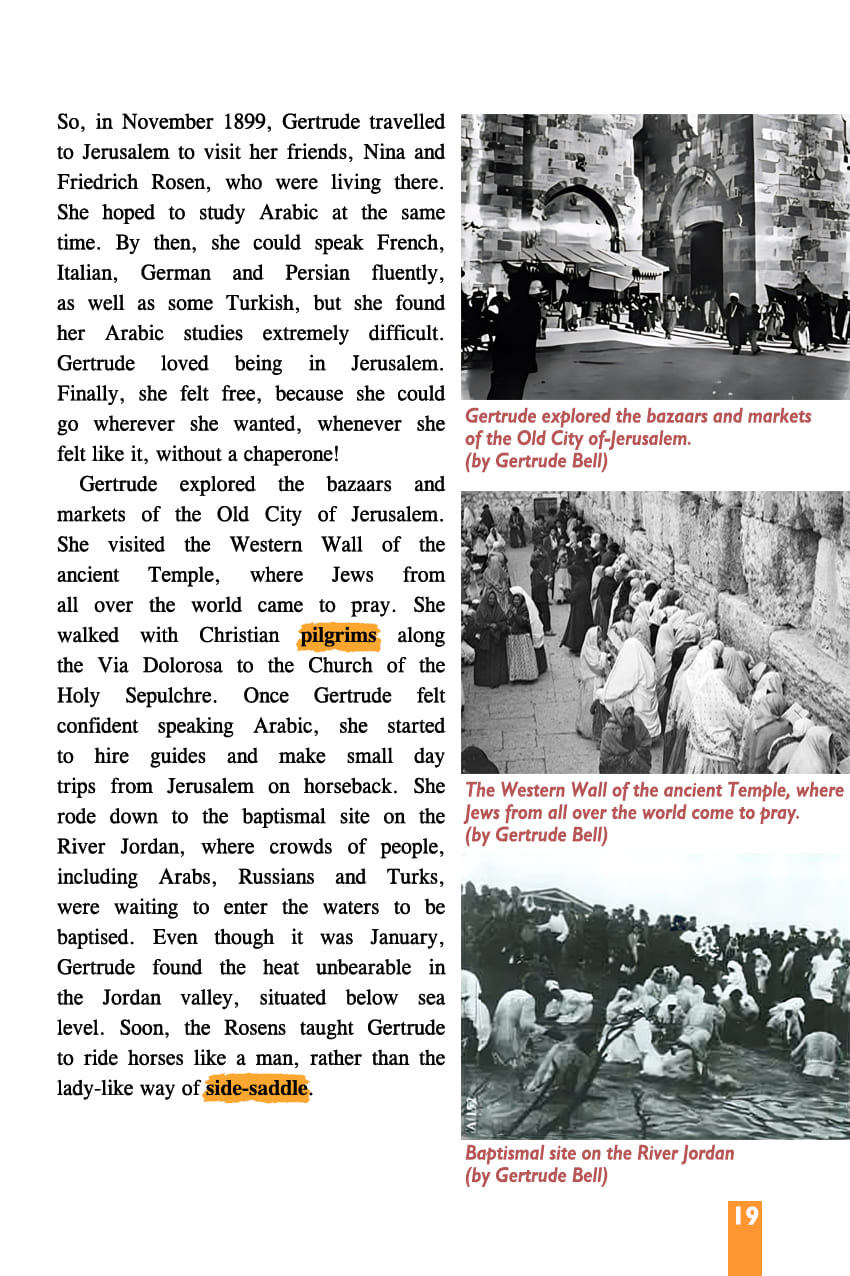 So, in November 1899, Gertrude travelled
to Jerusalem to visit her friends, Nina and
Friedrich Rosen, who were living there.
She hoped to study Arabic at the same
time. By then, she could speak French,
Italian, German and Persian fluently,
as well as some Turkish, but she found
her Arabic studies extremely difficult.
Gertrude loved being in Jerusalem.
Finally, she felt free, because she could
go wherever she wanted, whenever she
felt like it, without a chaperone!
Gertrude explored the bazaars and
markets of the Old City of Jerusalem.
She visited the Western Wall of the
ancient Temple, where Jews from
all over the world came to pray. She
walked with Christian pilgrims along
the Via Dolorosa to the Church of the
Holy Sepulchre. Once Gertrude felt
confident speaking Arabic, she started
to hire guides and make small day
trips from Jerusalem on horseback. She
rode down to the baptismal site on the
River Jordan, where crowds of people,
including Arabs, Russians and Turks,
were waiting to enter the waters to be
baptised. Even though it was January,
Gertrude found the heat unbearable in
the Jordan valley, situated below sea
level. Soon, the Rosens taught Gertrude
to ride horses like a man, rather than the
lady-like way of side-saddle.
Gertrude explored the bazaars and markets
of the Old City of-Jerusalem.
(by Gertrude Bell)
The Western Wall of the ancient Temple, where
Jews from all over the world come to pray.
(by Gertrude Bell)
Baptismal site on the River Jordan
(by Gertrude Bell)
19